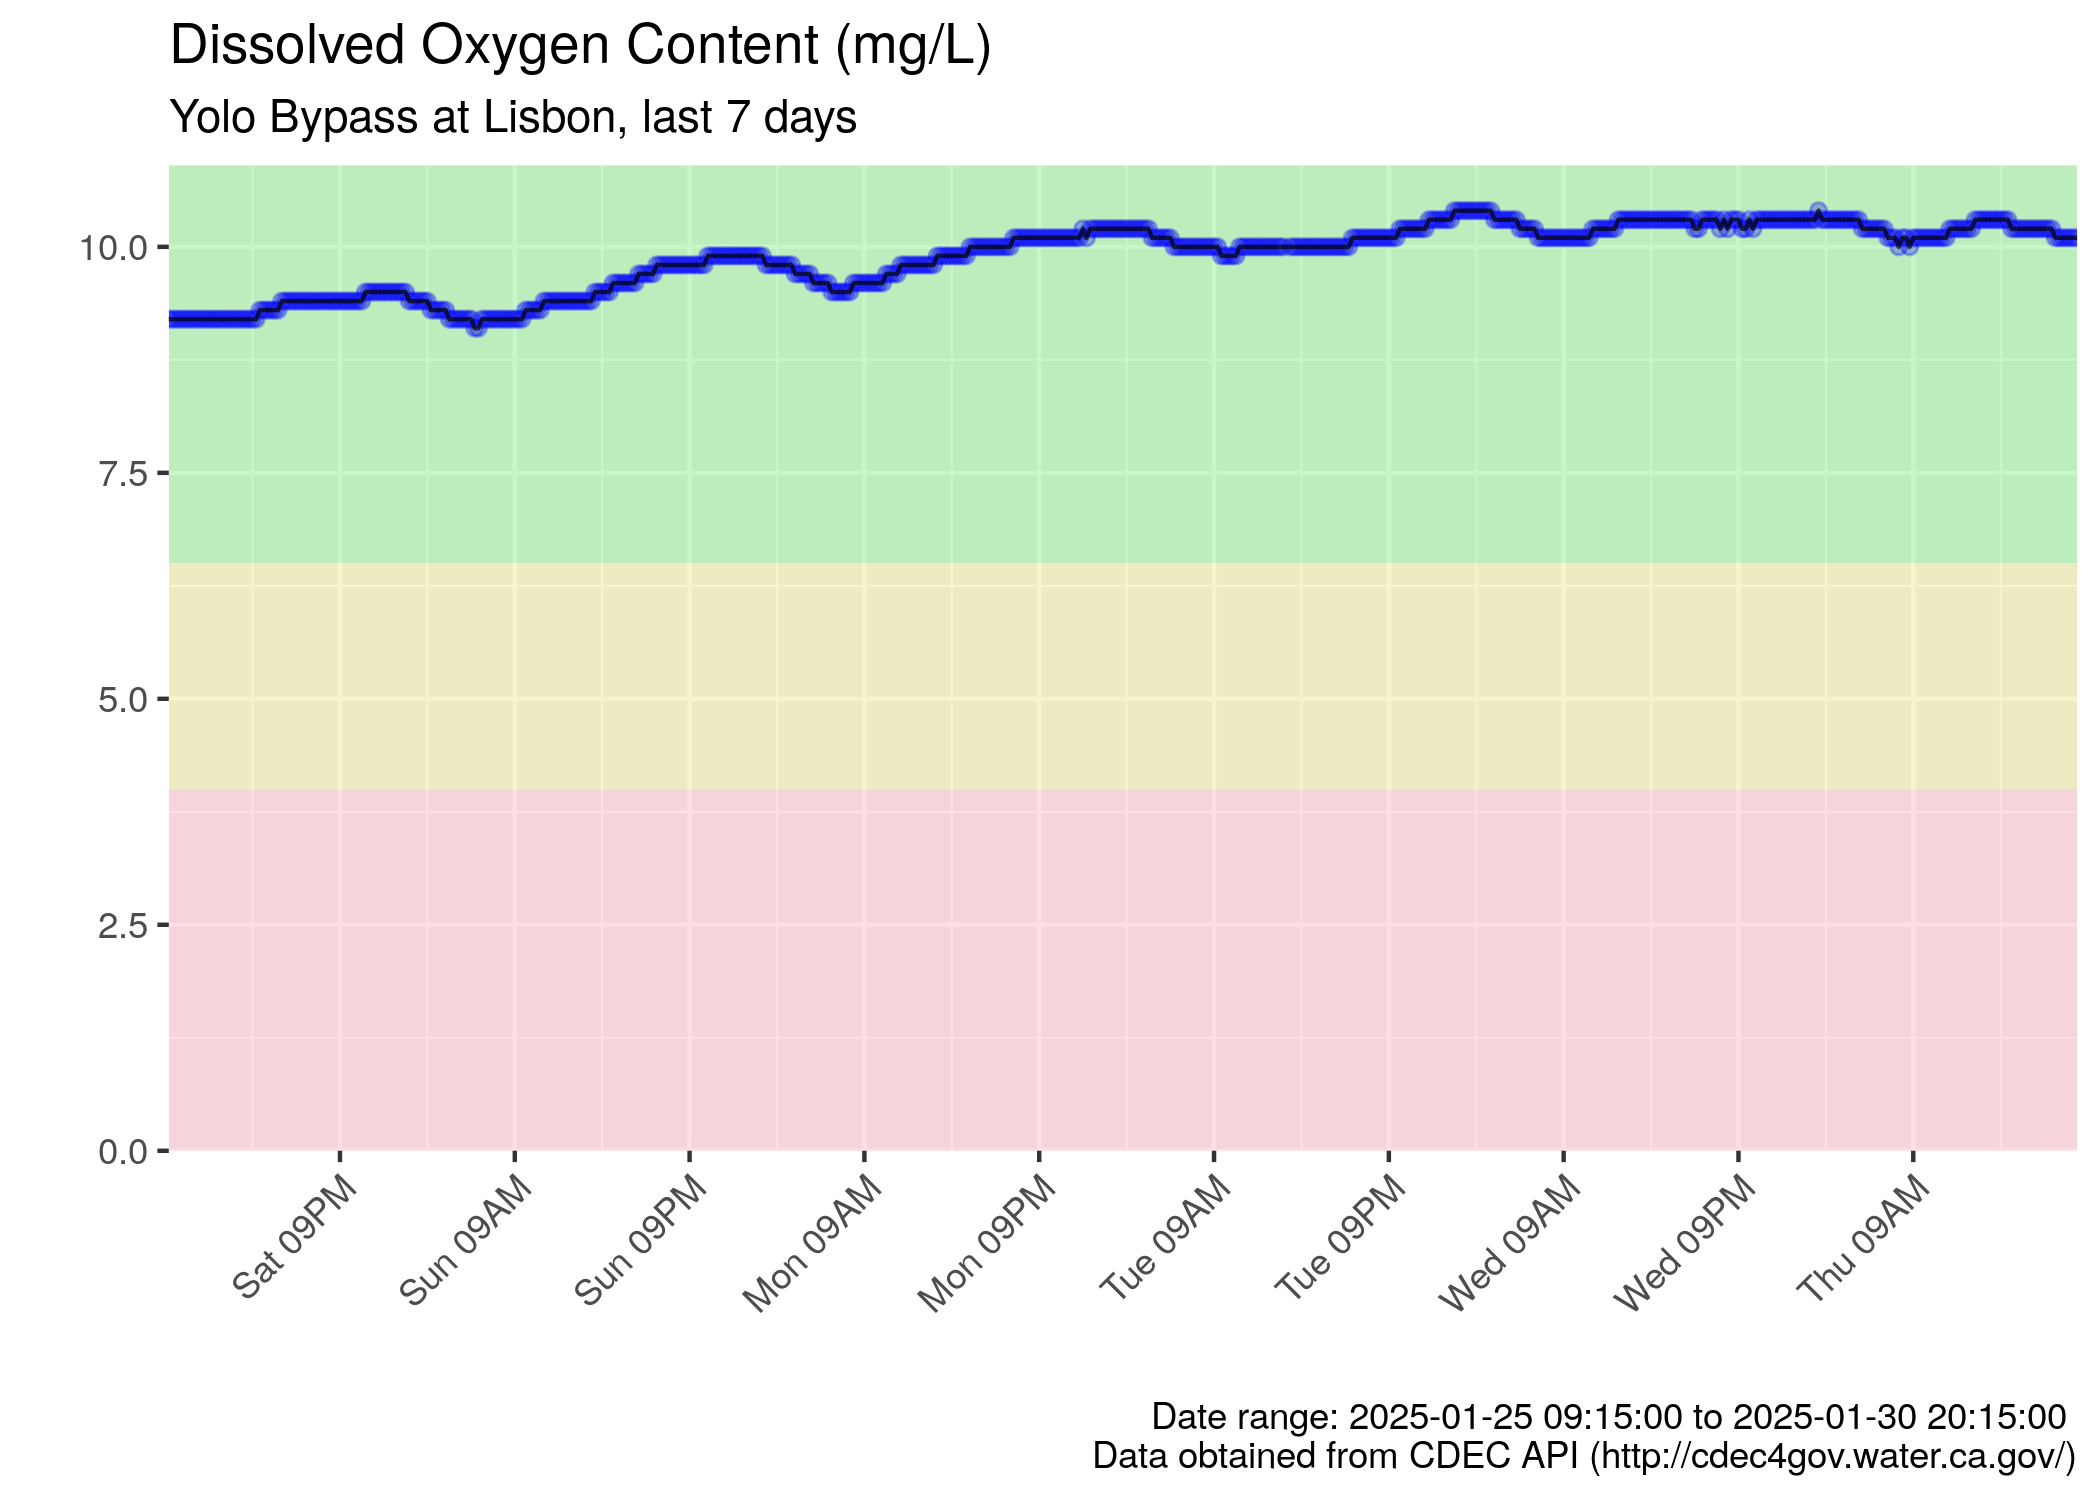 Dissolved Oxygen Content (mg/L)
Yolo Bypass at Lisbon, last 7 days
10.0
7.5
5.0
2.5
0.0
Sat 09PM
Sun 09AM
Sun 09PM
Mon 09AM
Mon 09PM
Tue 09AM
Tue 09PM
Wed 09AM
Wed 09PM
Thu 09AM
Date range: 2025-01-25 09:15:00 to 2025-01-30 20:15:00
Data obtained from CDEC API (http://cdec4gov.water.ca.gov/)